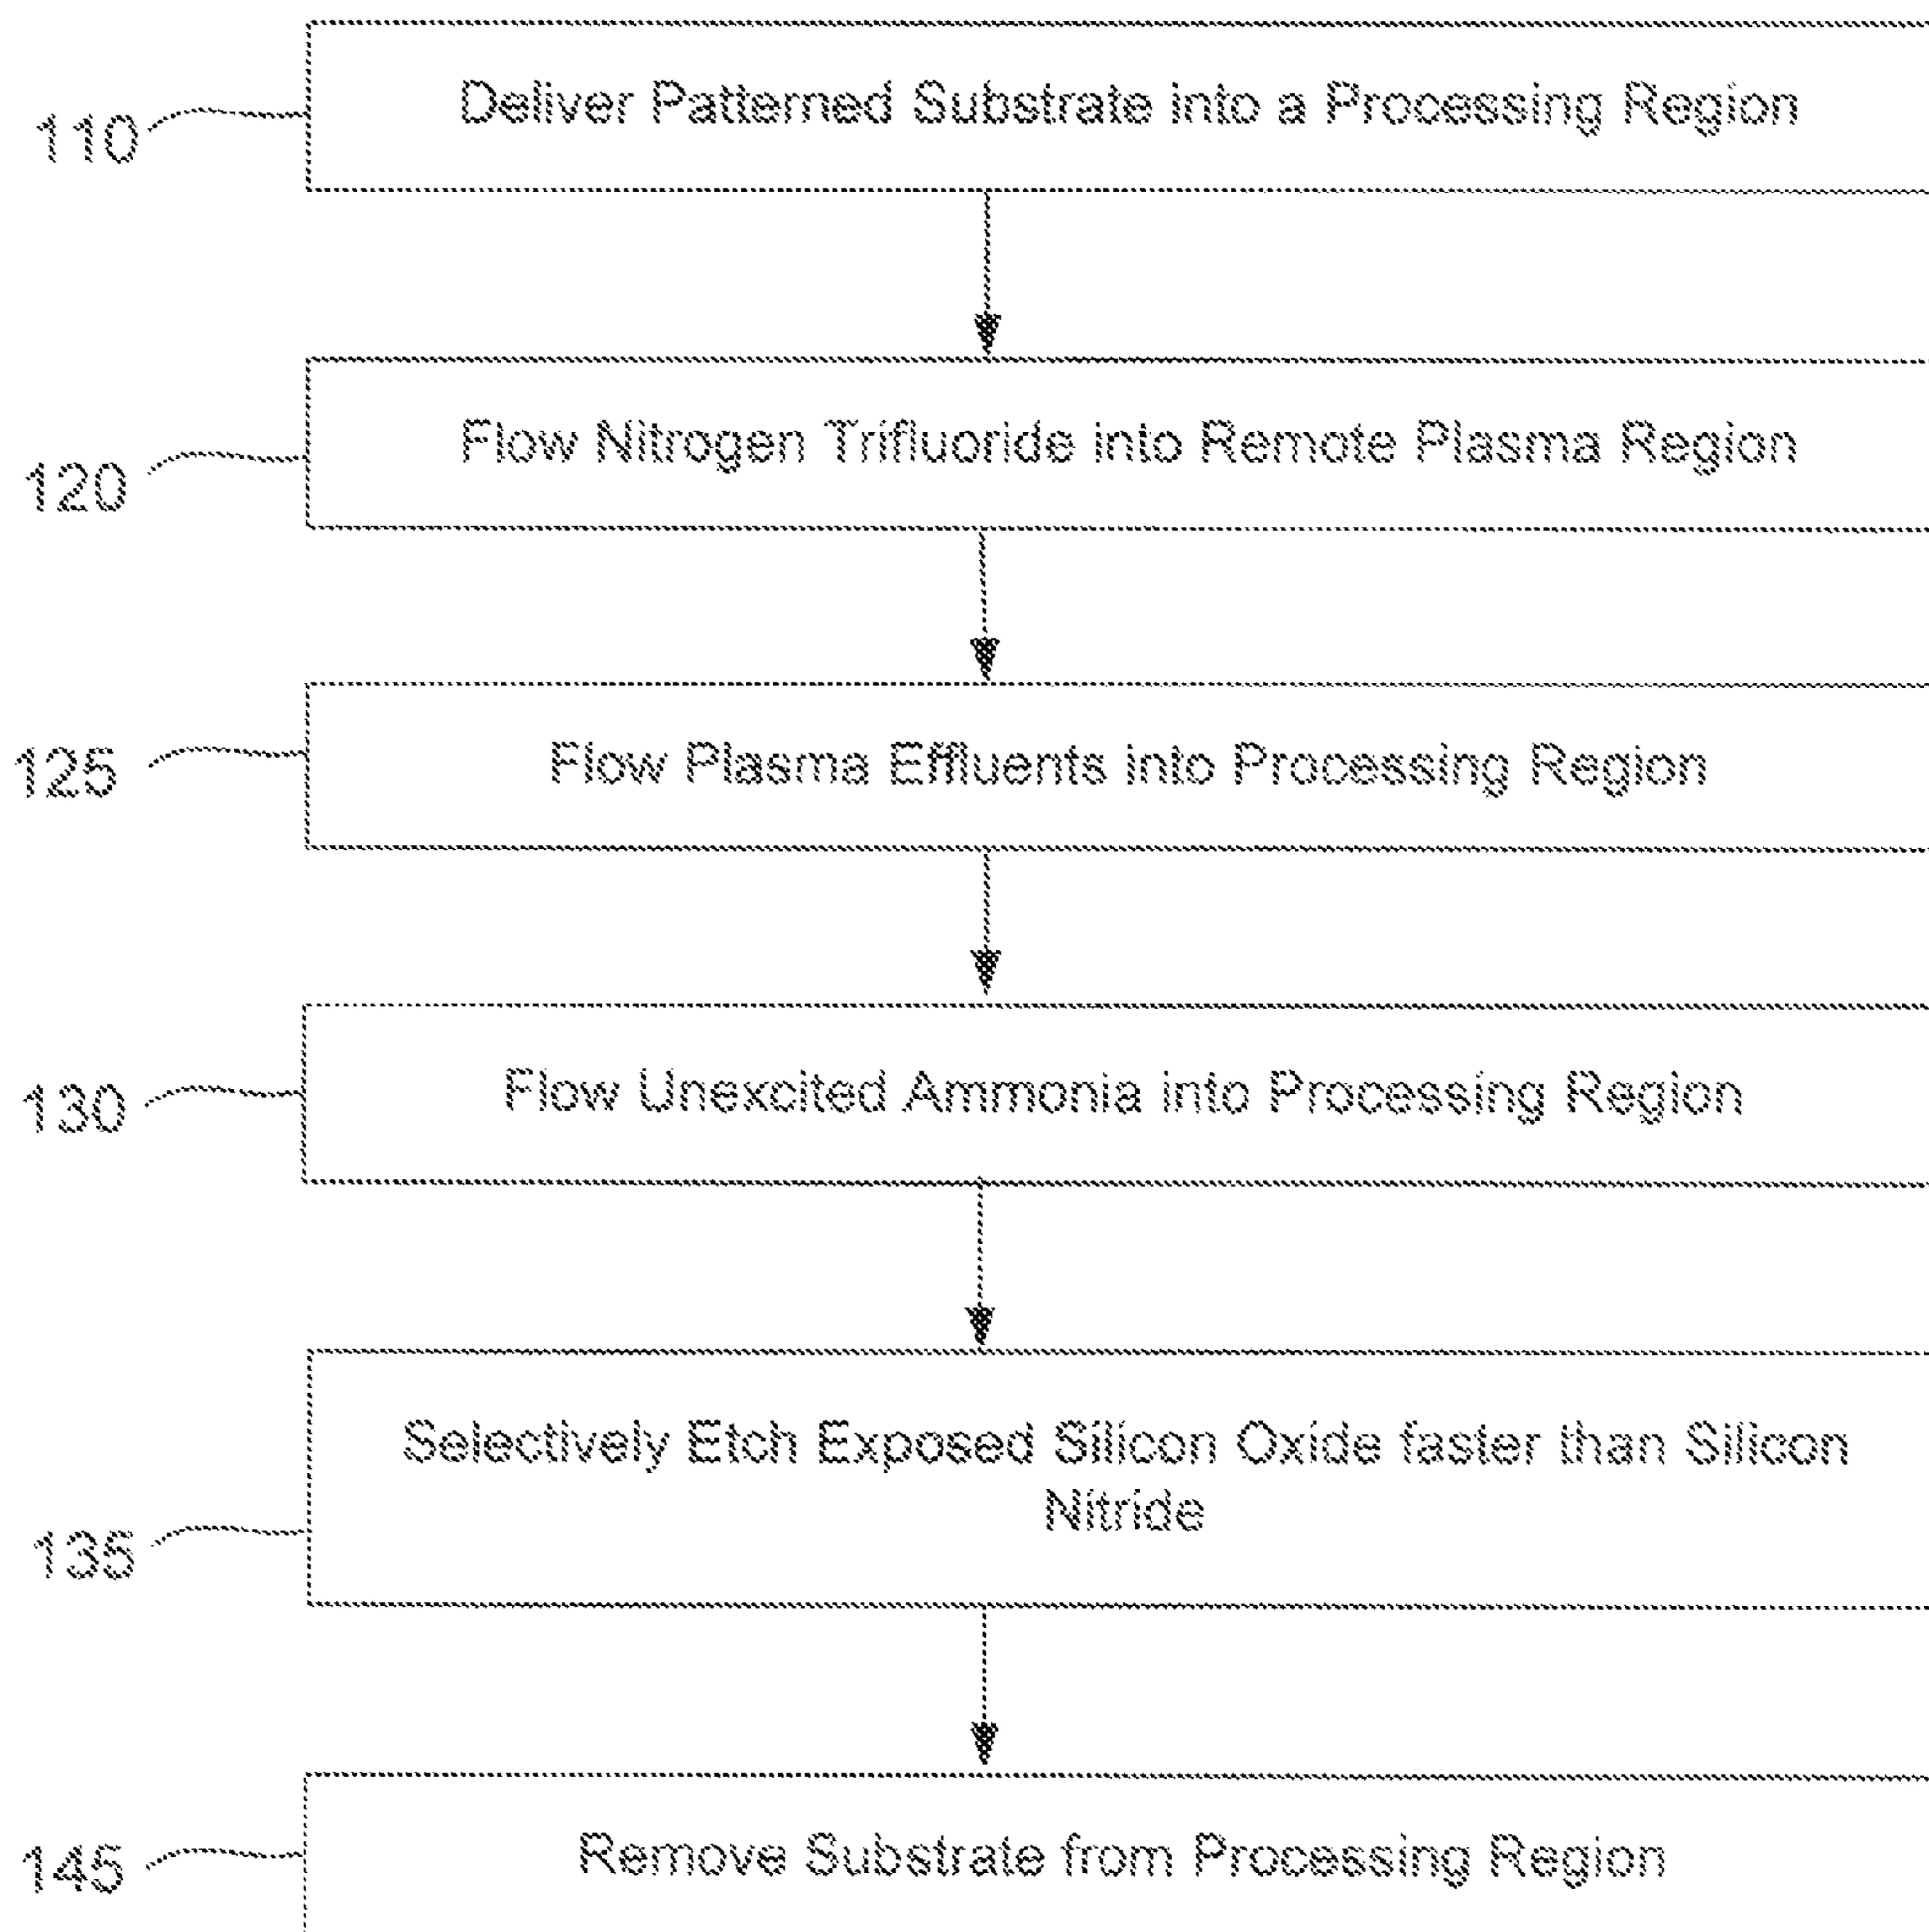 110 Deliver Patterned Substrate into a Processing Region
120 Flow Nitrogen Trifluoride into Remote Plasma Region
125 Flow Plasma Effluents into Processing Region
130 Flow Unexcited Ammonia into Processing Region
Selectively Etch Exposed Silicon Oxide faster than Silicon
Nitride
135
145 Remove Substrate from Processing Region